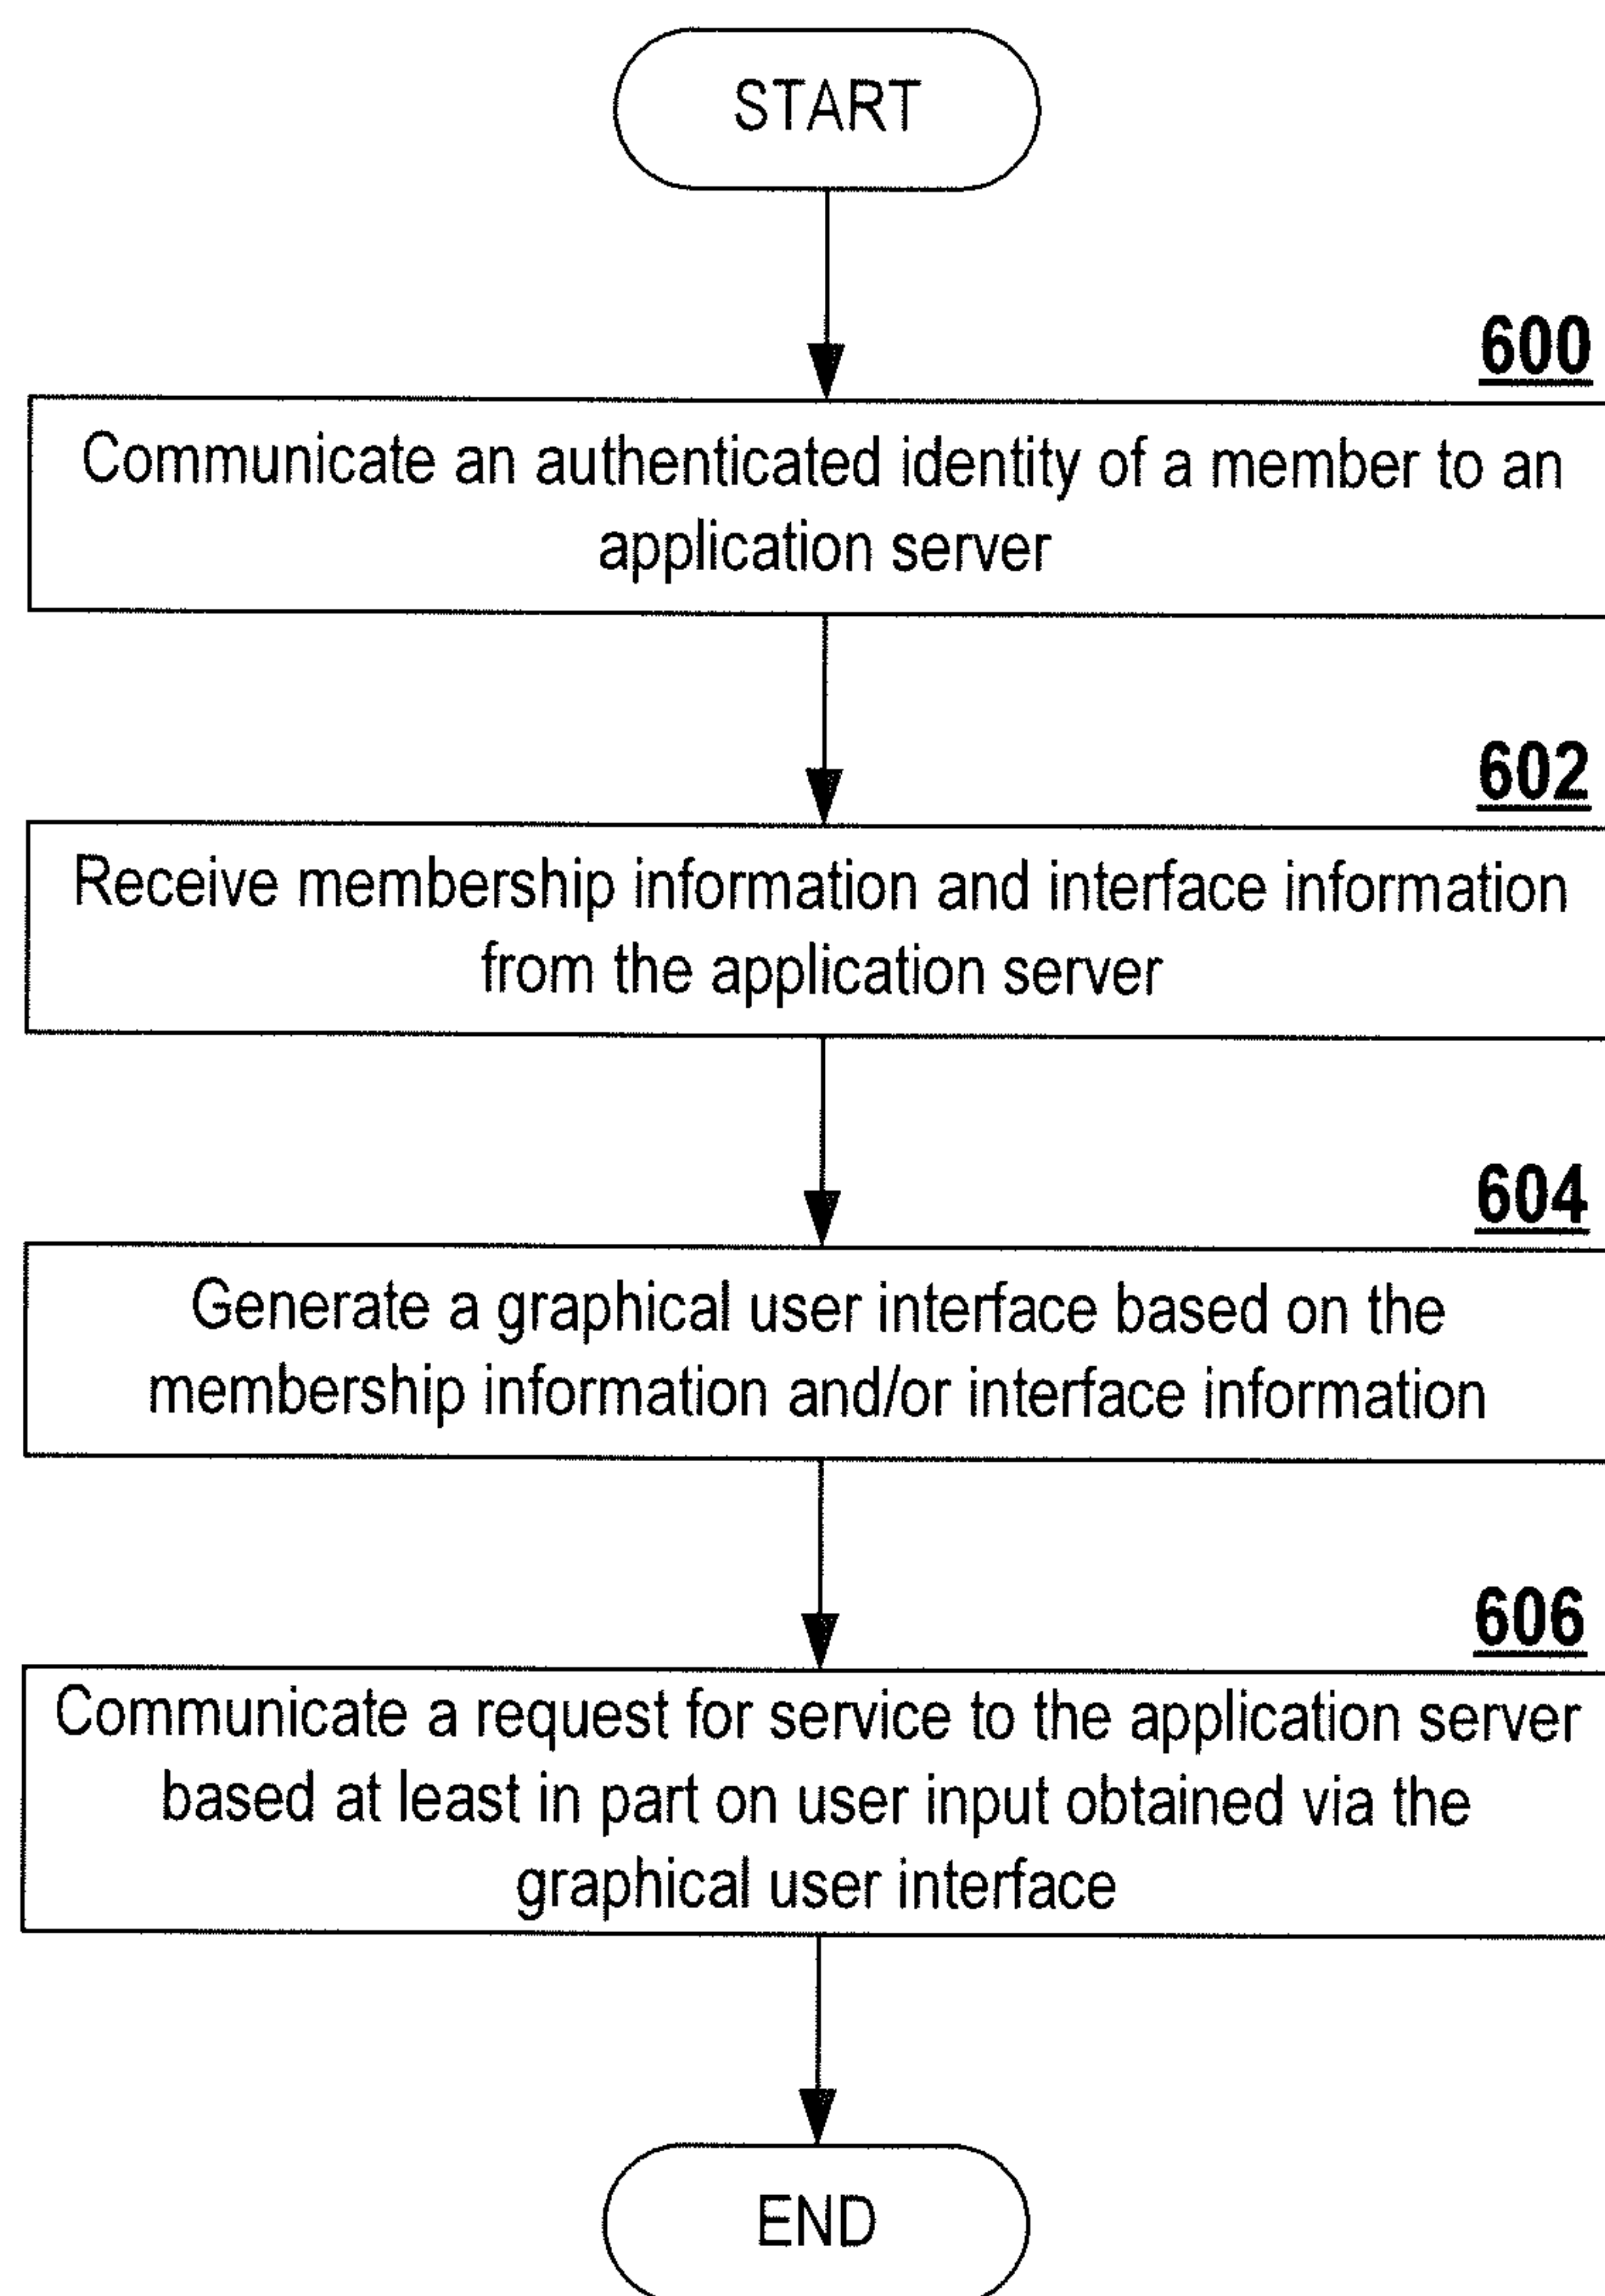 START
600
Communicate an authenticated identity of a member to an
application server
602
Receive membership information and interface information
from the application server
604
Generate a graphical user interface based on the
membership information and/or interface information
606
Communicate a request for service to the application server
based at least in part on user input obtained via the
graphical user interface
END